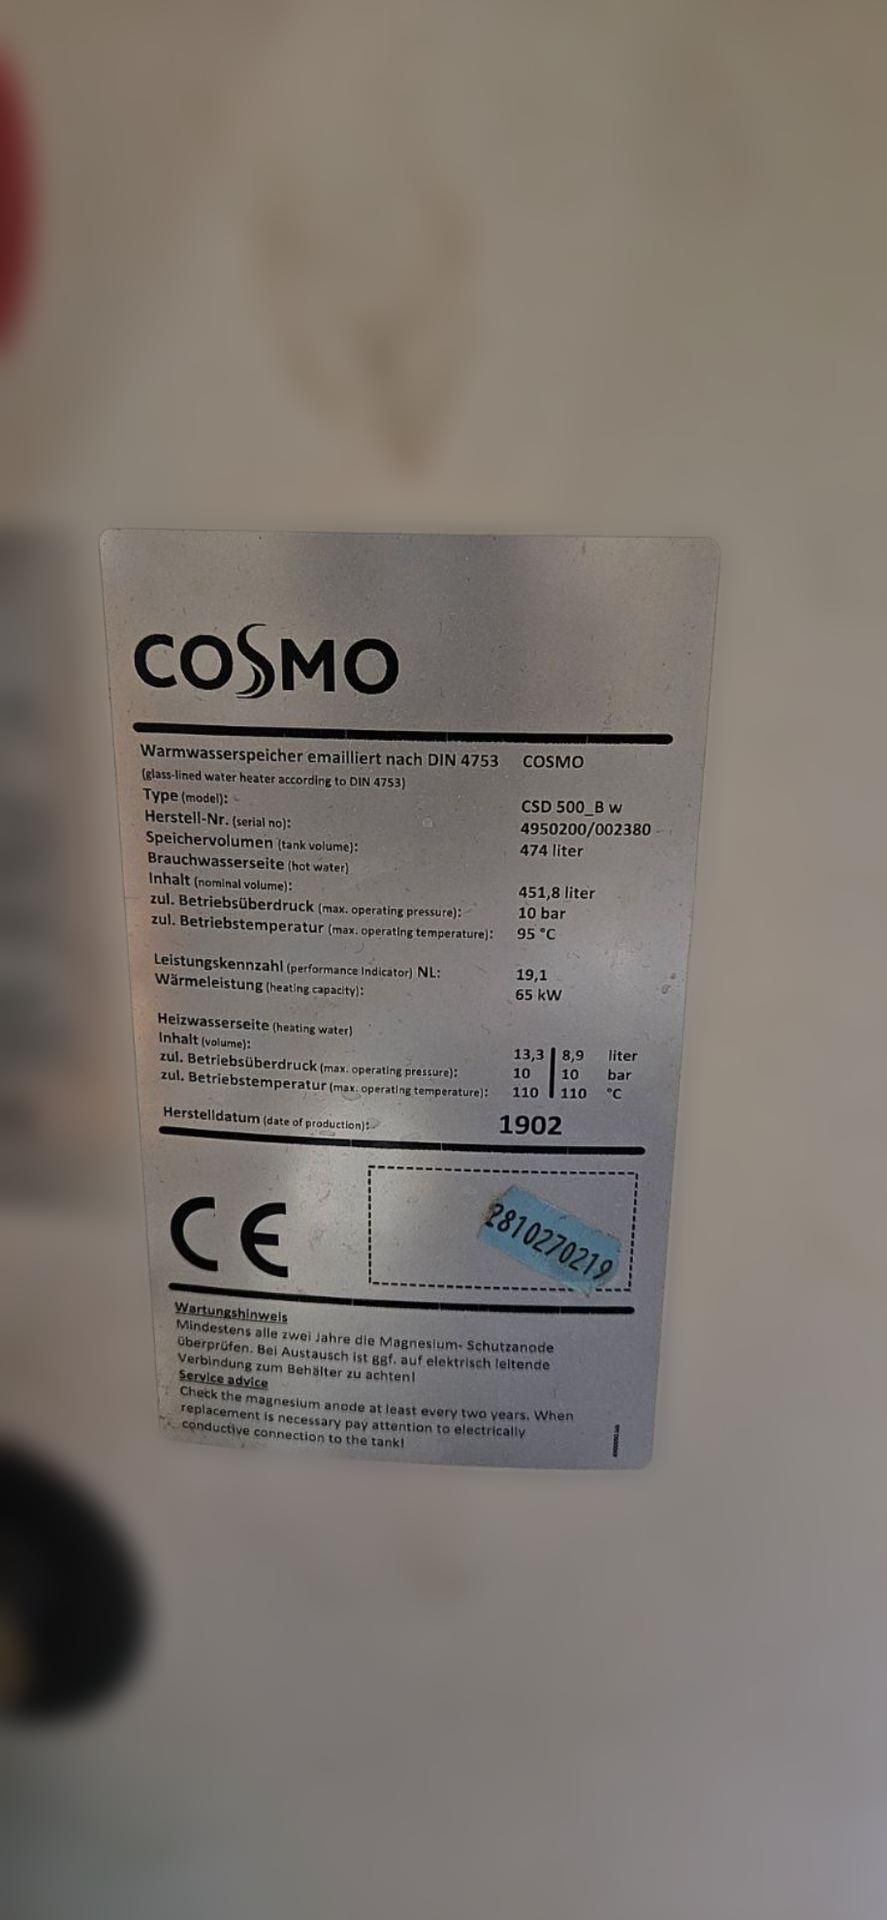 COSMO
Warmwasserspeicher emailliert nach DIN 4753 COSMO
(glass-lined water heater according to DIN 4753)
Type (model): CSD 500_B w
Herstell-Nr. (serial no): 4950200/002380
Speichervolumen (tank volume): 474 liter
Brauchwasserseite (hot water)
Inhalt (nominal volume): 451,8 liter
zul. Betriebsüberdruck (max. operating pressure): 10 bar
zul. Betriebstemperatur (max. operating temperature): 95 °C
Leistungskennzahl (performance Indicator) NL: 19,1
Wärmeleistung (heating capacity): 65 kW
Heizwasserseite (heating water)
Inhalt (volume): 13,3 | 8,9 liter
zul. Betriebsüberdruck (max. operating pressure): 10 | 10 bar
zul. Betriebstemperatur (max. operating temperature): 110 | 110 °C
Herstelldatum (date of production): 1902
CE
2810270219
Wartungshinweis
Mindestens alle zwei Jahre die Magnesium- Schutzanode
überprüfen. Bei Austausch ist ggf. auf elektrisch leitende
Verbindung zum Behälter zu achten!
Service advice
Check the magnesium anode at least every two years. When
replacement is necessary pay attention to electrically
conductive connection to the tank!